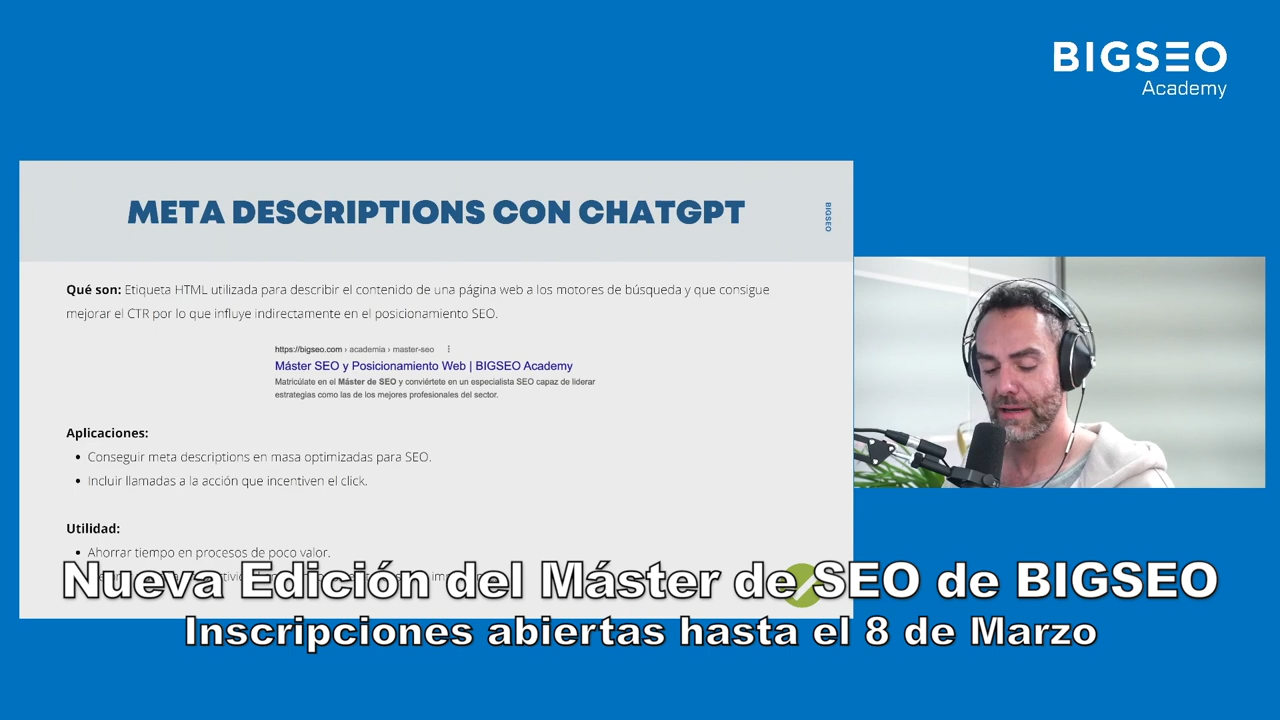 BIGSEO
Academy
META DESCRIPTIONS CON CHATGPT
BIGSEO
Qué son: Etiqueta HTML utilizada para describir el contenido de una página web a los motores de búsqueda y que consigue
mejorar el CTR por lo que influye indirectamente en el posicionamiento SEO.
https://bigseo.com › academia › master-seo
Máster SEO y Posicionamiento Web | BIGSEO Academy
Matricúlate en el Máster de SEO y conviértete en un especialista SEO capaz de liderar
estrategias como las de los mejores profesionales del sector.
Aplicaciones:
• Conseguir meta descriptions en masa optimizadas para SEO.
• Incluir llamadas a la acción que incentiven el click.
Utilidad:
• Ahorrar tiempo en procesos de poco valor.
Nueva Edición del Máster de SEO de BIGSEO
Inscripciones abiertas hasta el 8 de Marzo